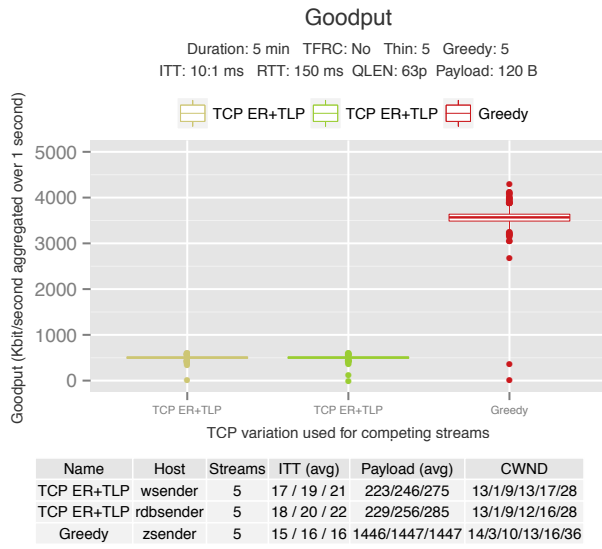 Goodput
Duration: 5 min TFRC: No Thin: 5 Greedy: 5
ITT: 10:1 ms RTT: 150 ms QLEN: 63p Payload: 120 B
TCP ER+TLP TCP ER+TLP Greedy
Goodput (Kbit/second aggregated over 1 second)
5000
4000
3000
2000
1000
0
TCP ER+TLP TCP ER+TLP Greedy
TCP variation used for competing streams
Name Host Streams ITT (avg) Payload (avg) CWND
TCP ER+TLP wsender 5 17 / 19 / 21 223/246/275 13/1/9/13/17/28
TCP ER+TLP rdbsender 5 18 / 20 / 22 229/256/285 13/1/9/12/16/28
Greedy zsender 5 15 / 16 / 16 1446/1447/1447 14/3/10/13/16/36